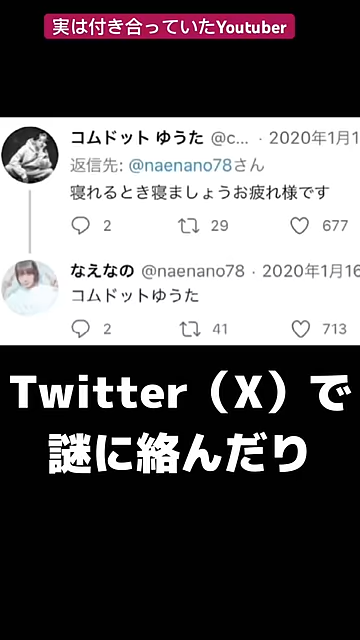 実は付き合っていたYoutuber
コムドット ゆうた @c... · 2020年1月1
返信先: @naenano78さん
寝れるとき寝ましょうお疲れ様です
2 29 677
なえなの @naenano78 · 2020年1月16
コムドットゆうた
2 41 713
Twitter（X）で
謎に絡んだり